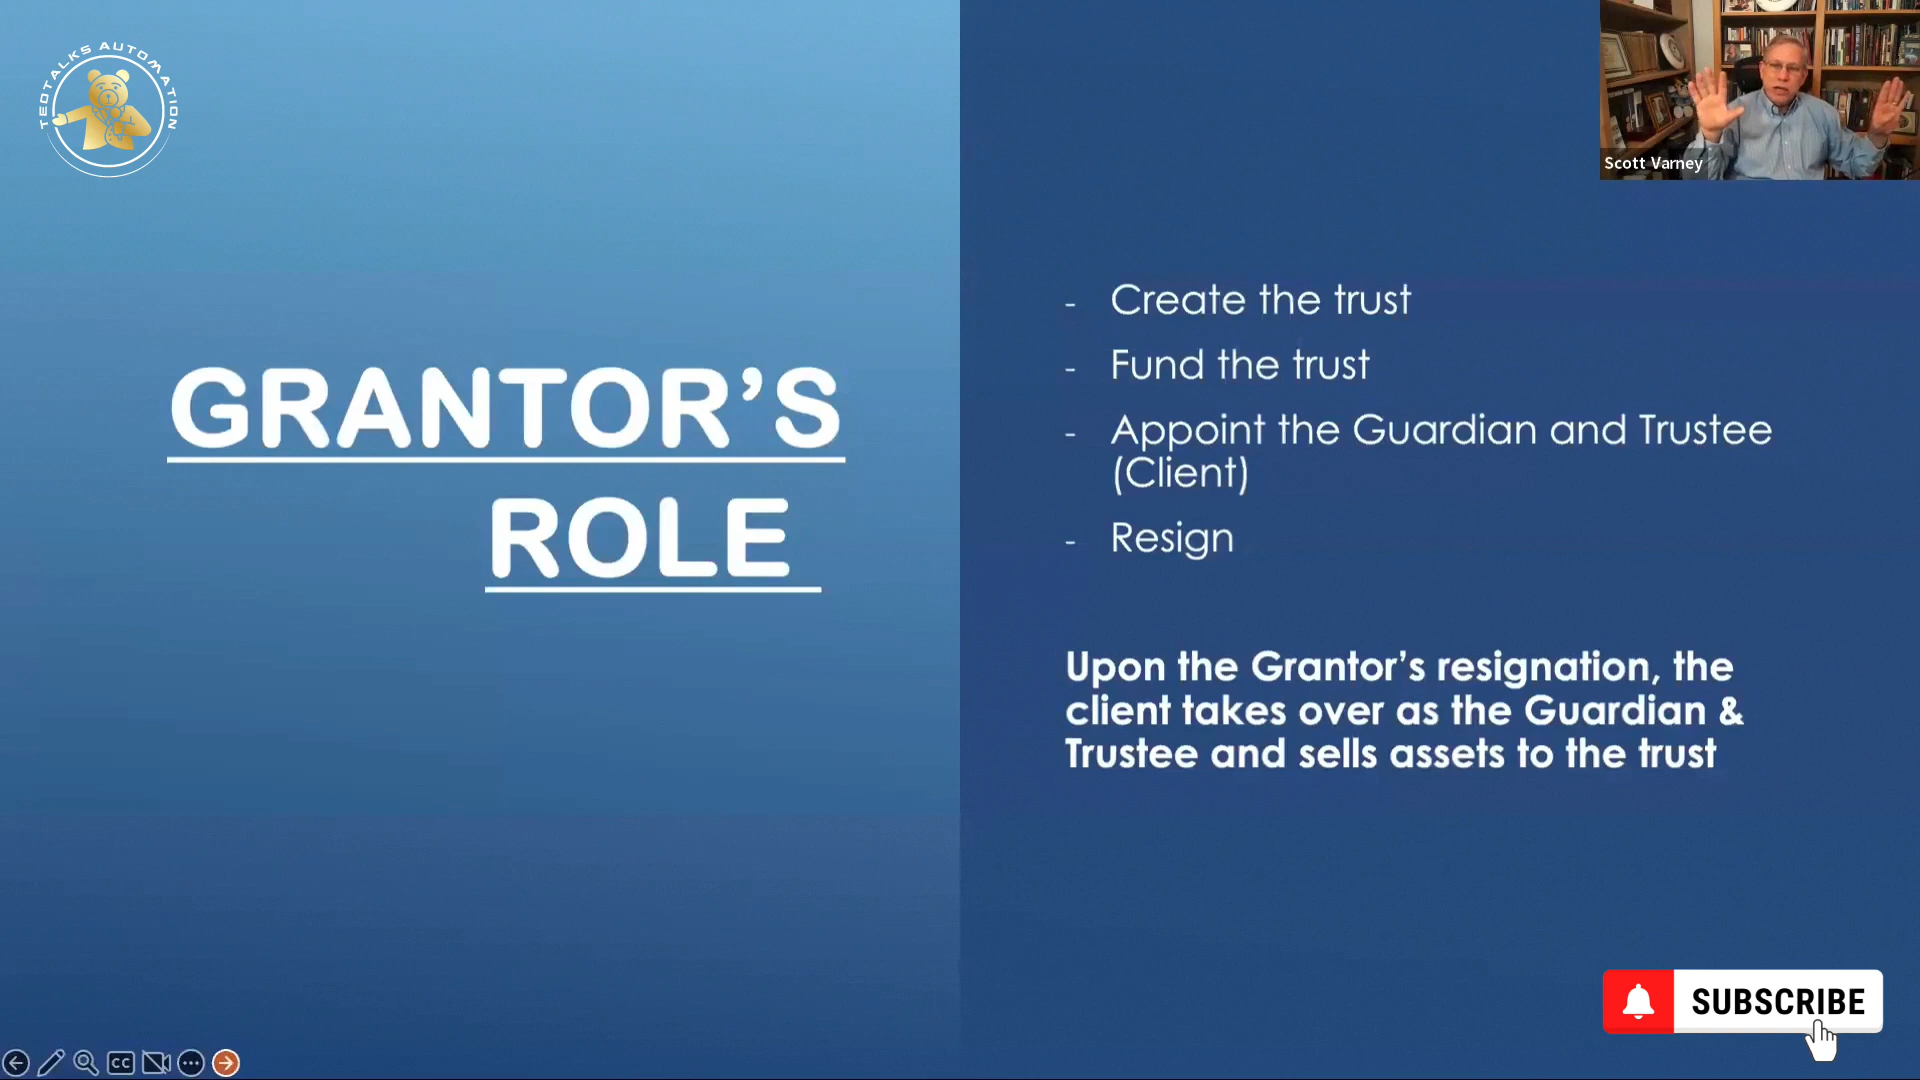 TEDTALKS AUTOMATION
Scott Varney
GRANTOR’S
ROLE
- Create the trust
- Fund the trust
- Appoint the Guardian and Trustee
(Client)
- Resign
Upon the Grantor’s resignation, the
client takes over as the Guardian &
Trustee and sells assets to the trust
SUBSCRIBE
CC